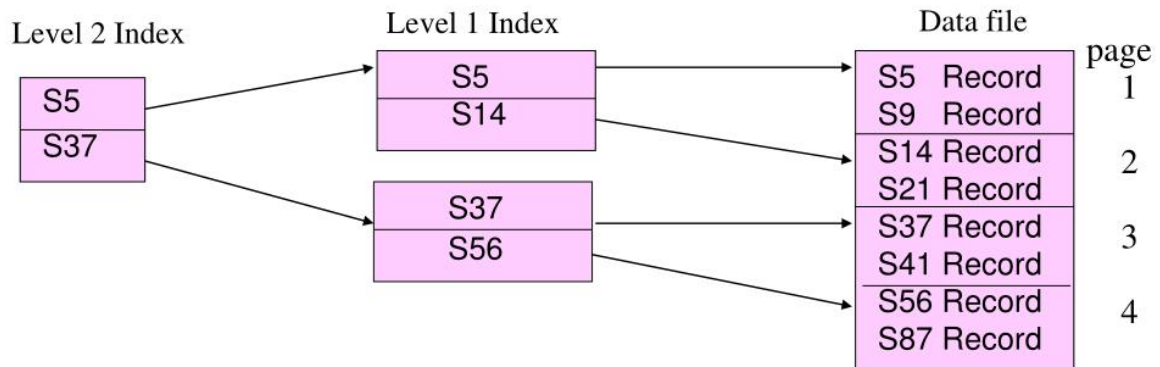 Level 2 Index
S5
S37
Level 1 Index
S5
S14
S37
S56
Data file
page
S5 Record
S9 Record
1
S14 Record
S21 Record
2
S37 Record
S41 Record
3
S56 Record
S87 Record
4